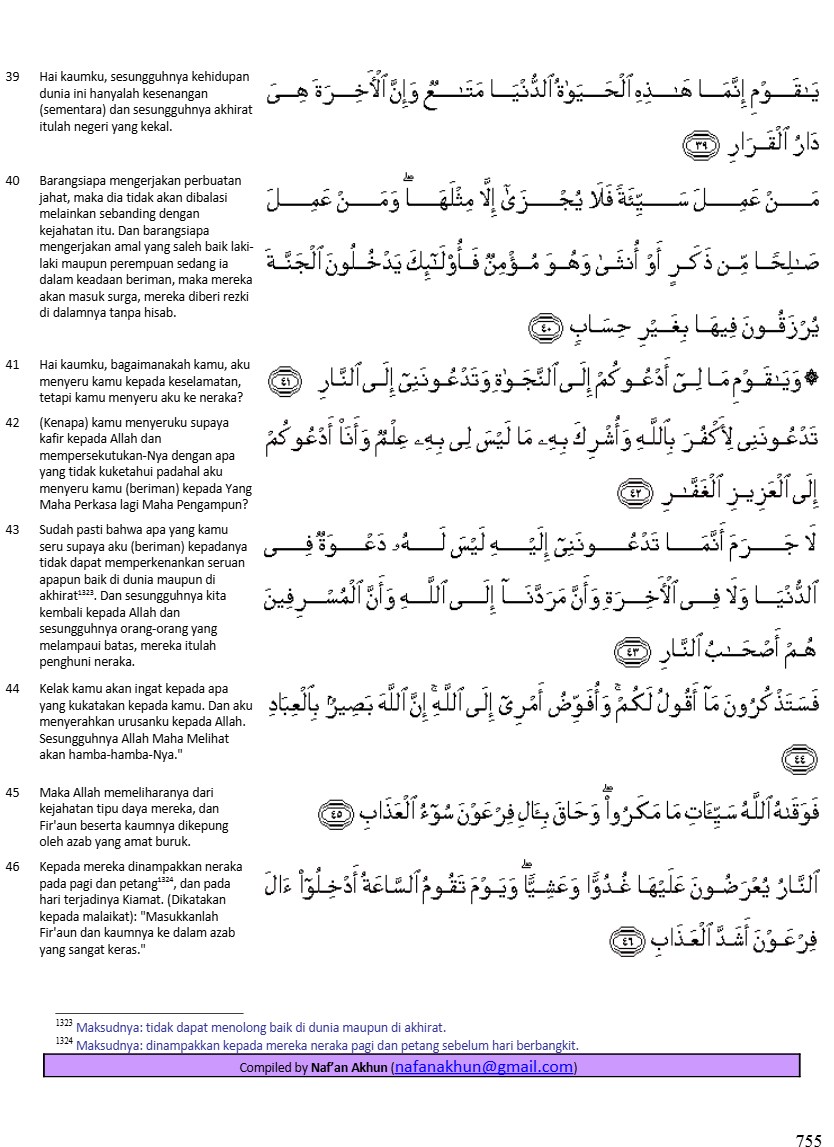 39 Hai kaumku, sesungguhnya kehidupan
dunia ini hanyalah kesenangan
(sementara) dan sesungguhnya akhirat
itulah negeri yang kekal.
يَـٰقَوْمِ إِنَّمَا هَـٰذِهِ ٱلْحَيَوٰةُ ٱلدُّنْيَا مَتَـٰعٌ وَإِنَّ ٱلْأَخِرَةَ هِىَ
دَارُ ٱلْقَرَارِ ٣٩
40 Barangsiapa mengerjakan perbuatan
jahat, maka dia tidak akan dibalasi
melainkan sebanding dengan
kejahatan itu. Dan barangsiapa
mengerjakan amal yang saleh baik laki-
laki maupun perempuan sedang ia
dalam keadaan beriman, maka mereka
akan masuk surga, mereka diberi rezki
di dalamnya tanpa hisab.
مَنْ عَمِلَ سَيِّئَةً فَلَا يُجْزَىٰٓ إِلَّا مِثْلَهَا ۖ وَمَنْ عَمِلَ
صَـٰلِحًا مِّن ذَكَرٍ أَوْ أُنثَىٰ وَهُوَ مُؤْمِنٌ فَأُو۟لَـٰٓئِكَ يَدْخُلُونَ ٱلْجَنَّةَ
يُرْزَقُونَ فِيهَا بِغَيْرِ حِسَابٍ ٤٠
41 Hai kaumku, bagaimanakah kamu, aku
menyeru kamu kepada keselamatan,
tetapi kamu menyeru aku ke neraka?
۞ وَيَـٰقَوْمِ مَا لِىٓ أَدْعُوكُمْ إِلَى ٱلنَّجَوٰةِ وَتَدْعُونَنِىٓ إِلَى ٱلنَّارِ ٤١
42 (Kenapa) kamu menyeruku supaya
kafir kepada Allah dan
mempersekutukan-Nya dengan apa
yang tidak kuketahui padahal aku
menyeru kamu (beriman) kepada Yang
Maha Perkasa lagi Maha Pengampun?
تَدْعُونَنِى لِأَكْفُرَ بِٱللَّهِ وَأُشْرِكَ بِهِۦ مَا لَيْسَ لِى بِهِۦ عِلْمٌ وَأَنَا۠ أَدْعُوكُمْ
إِلَى ٱلْعَزِيزِ ٱلْغَفَّـٰرِ ٤٢
43 Sudah pasti bahwa apa yang kamu
seru supaya aku (beriman) kepadanya
tidak dapat memperkenankan seruan
apapun baik di dunia maupun di
akhirat1323. Dan sesungguhnya kita
kembali kepada Allah dan
sesungguhnya orang-orang yang
melampaui batas, mereka itulah
penghuni neraka.
لَا جَرَمَ أَنَّمَا تَدْعُونَنِىٓ إِلَيْهِ لَيْسَ لَهُۥ دَعْوَةٌ فِى
ٱلدُّنْيَا وَلَا فِى ٱلْأَخِرَةِ وَأَنَّ مَرَدَّنَآ إِلَى ٱللَّهِ وَأَنَّ ٱلْمُسْرِفِينَ
هُمْ أَصْحَـٰبُ ٱلنَّارِ ٤٣
44 Kelak kamu akan ingat kepada apa
yang kukatakan kepada kamu. Dan aku
menyerahkan urusanku kepada Allah.
Sesungguhnya Allah Maha Melihat
akan hamba-hamba-Nya."
فَسَتَذْكُرُونَ مَآ أَقُولُ لَكُمْ ۚ وَأُفَوِّضُ أَمْرِىٓ إِلَى ٱللَّهِ ۚ إِنَّ ٱللَّهَ بَصِيرٌۢ بِٱلْعِبَادِ
٤٤
45 Maka Allah memeliharanya dari
kejahatan tipu daya mereka, dan
Fir'aun beserta kaumnya dikepung
oleh azab yang amat buruk.
فَوَقَىٰهُ ٱللَّهُ سَيِّـَٔاتِ مَا مَكَرُوا۟ ۖ وَحَاقَ بِـَٔالِ فِرْعَوْنَ سُوٓءُ ٱلْعَذَابِ ٤٥
46 Kepada mereka dinampakkan neraka
pada pagi dan petang1324, dan pada
hari terjadinya Kiamat. (Dikatakan
kepada malaikat): "Masukkanlah
Fir'aun dan kaumnya ke dalam azab
yang sangat keras."
ٱلنَّارُ يُعْرَضُونَ عَلَيْهَا غُدُوًّا وَعَشِيًّا ۖ وَيَوْمَ تَقُومُ ٱلسَّاعَةُ أَدْخِلُوٓا۟ ءَالَ
فِرْعَوْنَ أَشَدَّ ٱلْعَذَابِ ٤٦
1323 Maksudnya: tidak dapat menolong baik di dunia maupun di akhirat.
1324 Maksudnya: dinampakkan kepada mereka neraka pagi dan petang sebelum hari berbangkit.
Compiled by Naf'an Akhun (nafanakhun@gmail.com)
755